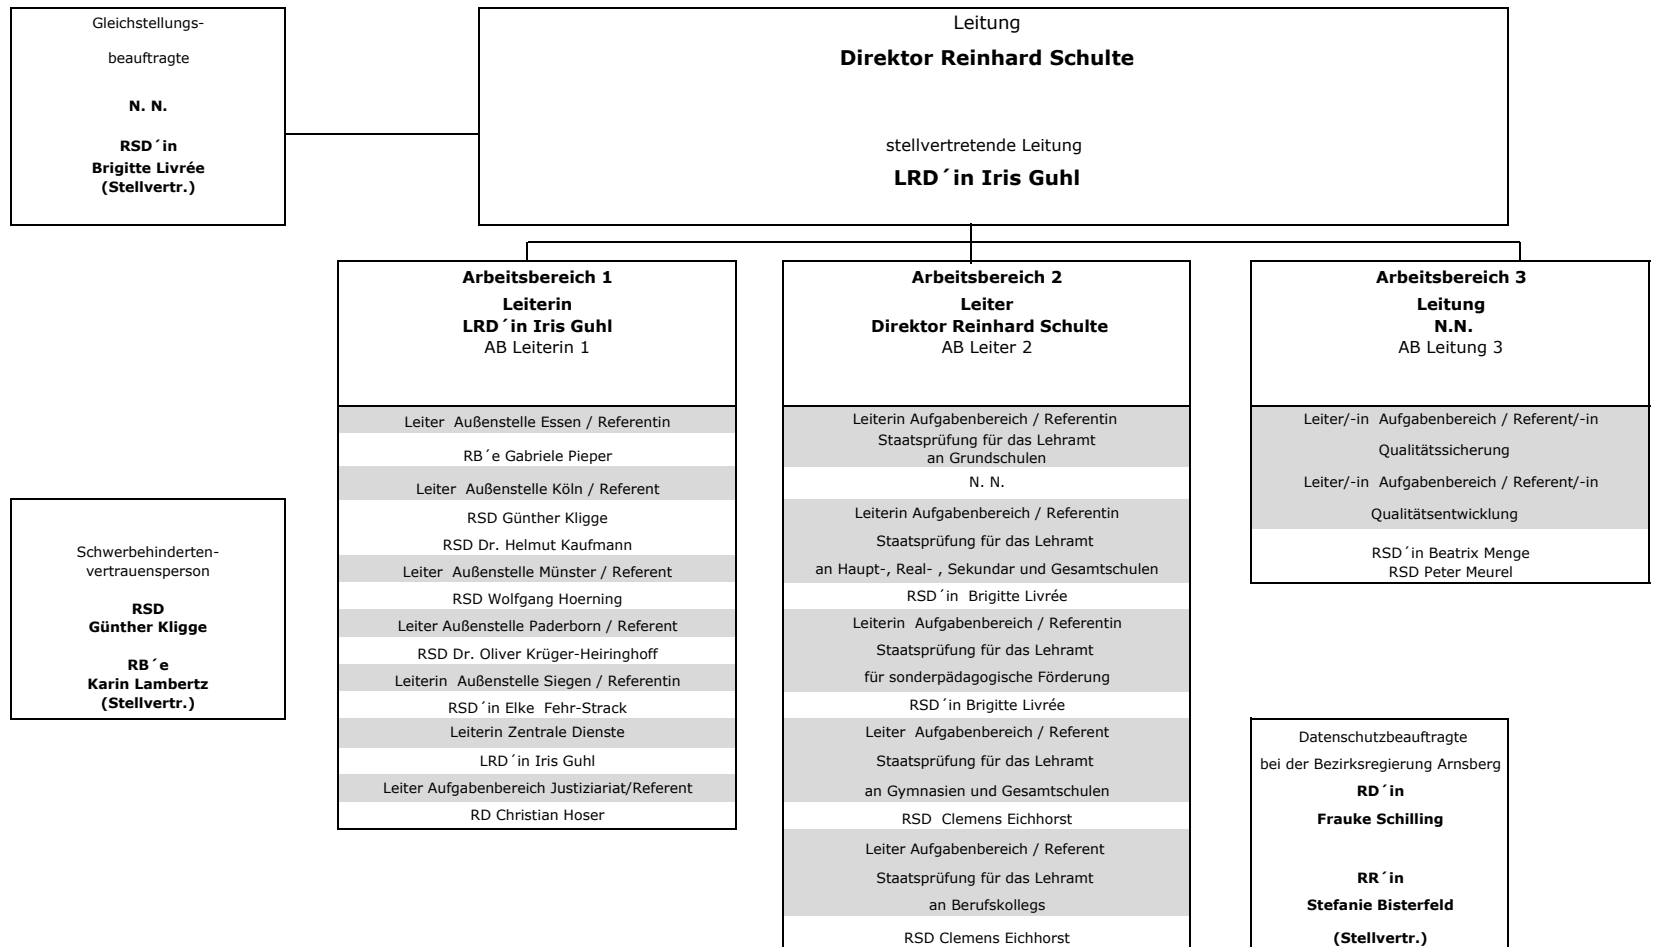 Gleichstellungs-
beauftragte
N. N.
RSD´in
Brigitte Livrée
(Stellvertr.)
Leitung
Direktor Reinhard Schulte
stellvertretende Leitung
LRD´in Iris Guhl
Arbeitsbereich 1
Leiterin
LRD´in Iris Guhl
AB Leiterin 1
Leiter Außenstelle Essen / Referentin
RB´e Gabriele Pieper
Leiter Außenstelle Köln / Referent
RSD Günther Kligge
RSD Dr. Helmut Kaufmann
Leiter Außenstelle Münster / Referent
RSD Wolfgang Hoerning
Leiter Außenstelle Paderborn / Referent
RSD Dr. Oliver Krüger-Heiringhoff
Leiterin Außenstelle Siegen / Referentin
RSD´in Elke Fehr-Strack
Leiterin Zentrale Dienste
LRD´in Iris Guhl
Leiter Aufgabenbereich Justiziariat/Referent
RD Christian Hoser
Arbeitsbereich 2
Leiter
Direktor Reinhard Schulte
AB Leiter 2
Leiterin Aufgabenbereich / Referentin
Staatsprüfung für das Lehramt
an Grundschulen
N. N.
Leiterin Aufgabenbereich / Referentin
Staatsprüfung für das Lehramt
an Haupt-, Real- , Sekundar und Gesamtschulen
RSD´in Brigitte Livrée
Leiterin Aufgabenbereich / Referentin
Staatsprüfung für das Lehramt
für sonderpädagogische Förderung
RSD´in Brigitte Livrée
Leiter Aufgabenbereich / Referent
Staatsprüfung für das Lehramt
an Gymnasien und Gesamtschulen
RSD Clemens Eichhorst
Leiter Aufgabenbereich / Referent
Staatsprüfung für das Lehramt
an Berufskollegs
RSD Clemens Eichhorst
Arbeitsbereich 3
Leitung
N.N.
AB Leitung 3
Leiter/-in Aufgabenbereich / Referent/-in
Qualitätssicherung
Leiter/-in Aufgabenbereich / Referent/-in
Qualitätsentwicklung
RSD´in Beatrix Menge
RSD Peter Meurel
Schwerbehinderten-
vertrauensperson
RSD
Günther Kligge
RB´e
Karin Lambertz
(Stellvertr.)
Datenschutzbeauftragte
bei der Bezirksregierung Arnsberg
RD´in
Frauke Schilling
RR´in
Stefanie Bisterfeld
(Stellvertr.)